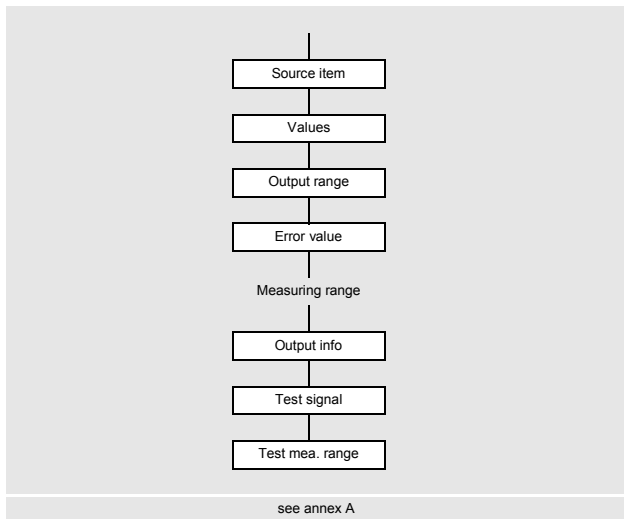 Source item
Values
Output range
Error value
Measuring range
Output info
Test signal
Test mea. range
see annex A